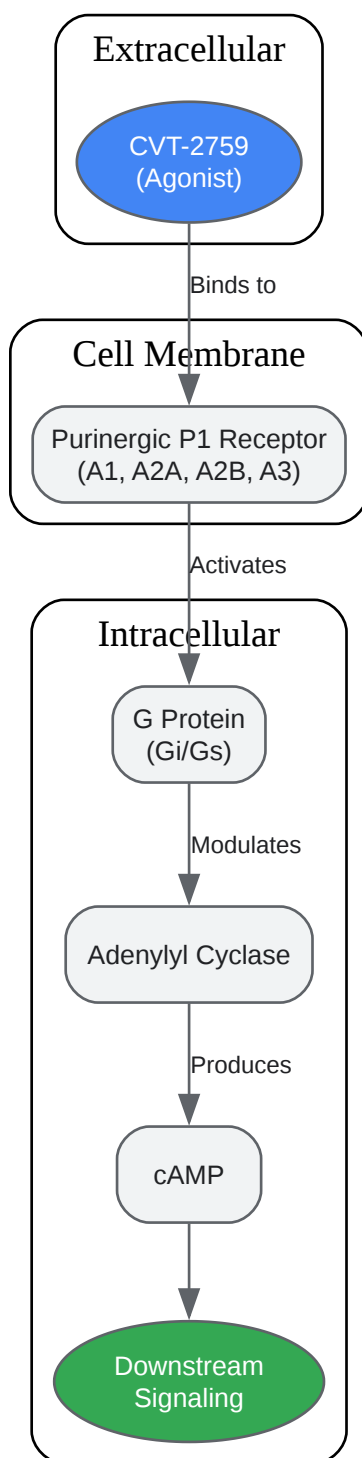 Extracellular
CVT-2759
(Agonist)
Binds to
Cell Membrane
Purinergic P1 Receptor
(A1, A2A, A2B, A3)
Activates
Intracellular
G Protein
(Gi/Gs)
Modulates
Adenylyl Cyclase
Produces
cAMP
Downstream
Signaling